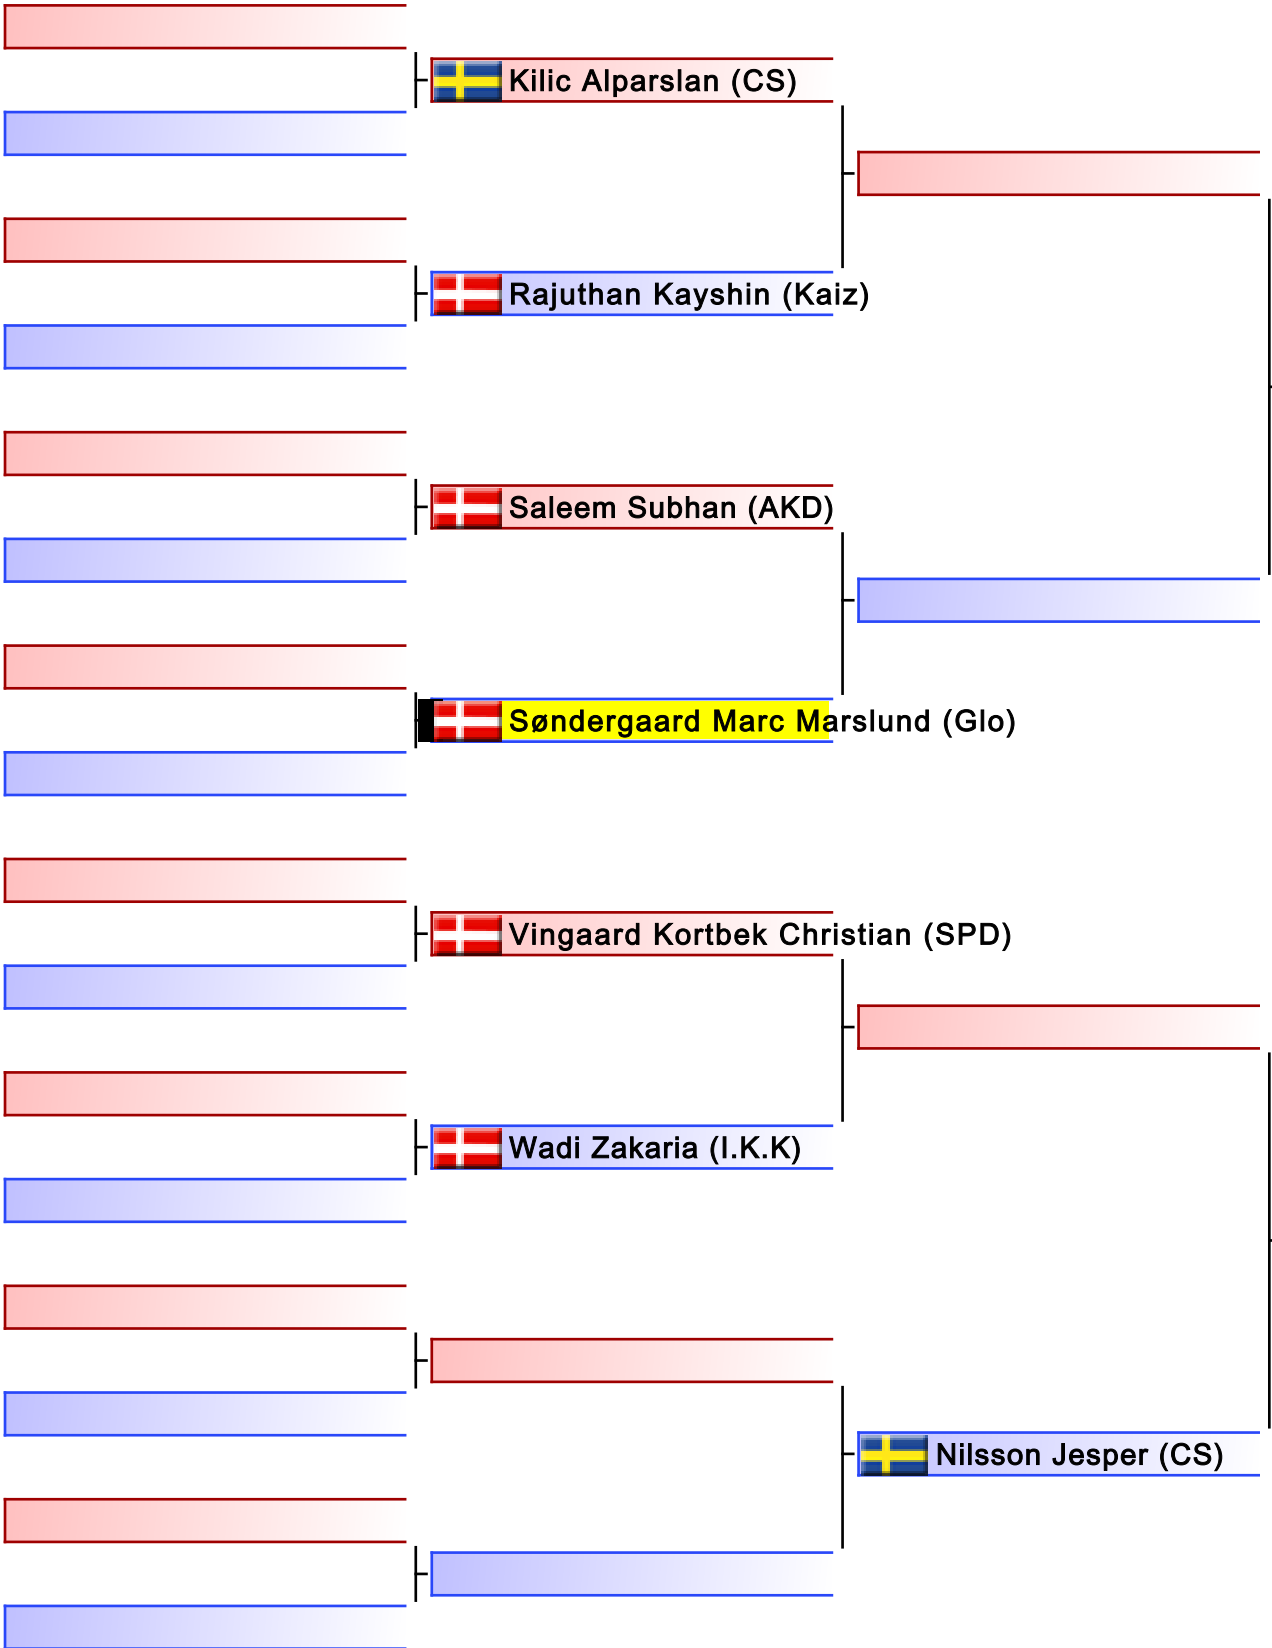 Kilic Alparslan (CS)
Rajuthan Kayshin (Kaiz)
Saleem Subhan (AKD)
Søndergaard Marc Marslund (Glo)
Vingaard Kortbek Christian (SPD)
Wadi Zakaria (I.K.K)
Nilsson Jesper (CS)